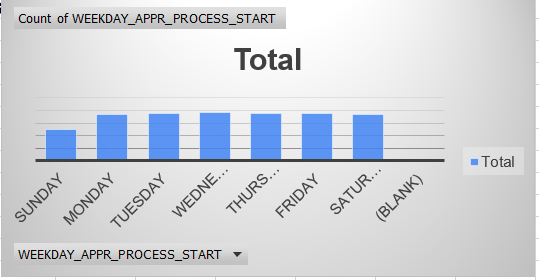 Count of WEEKDAY_APPR_PROCESS_START
Total
SUNDAY
MONDAY
TUESDAY
WEDNE...
THURS...
FRIDAY
SATUR...
(BLANK)
Total
WEEKDAY_APPR_PROCESS_START